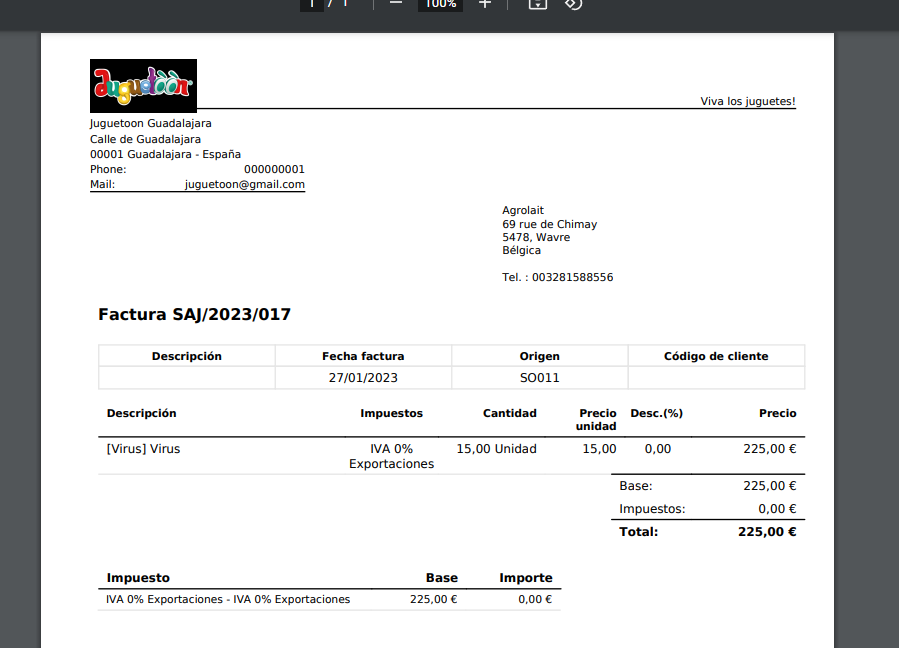 1 / 1 100%
Juguetoon
Viva los juguetes!
Juguetoon Guadalajara
Calle de Guadalajara
00001 Guadalajara - España
Phone: 000000001
Mail: juguetoon@gmail.com
Agrolait
69 rue de Chimay
5478, Wavre
Bélgica
Tel. : 003281588556
Factura SAJ/2023/017
Descripción Fecha factura Origen Código de cliente
27/01/2023 SO011
Descripción Impuestos Cantidad Precio unidad Desc.(%) Precio
[Virus] Virus IVA 0% Exportaciones 15,00 Unidad 15,00 0,00 225,00 €
Base: 225,00 €
Impuestos: 0,00 €
Total: 225,00 €
Impuesto Base Importe
IVA 0% Exportaciones - IVA 0% Exportaciones 225,00 € 0,00 €